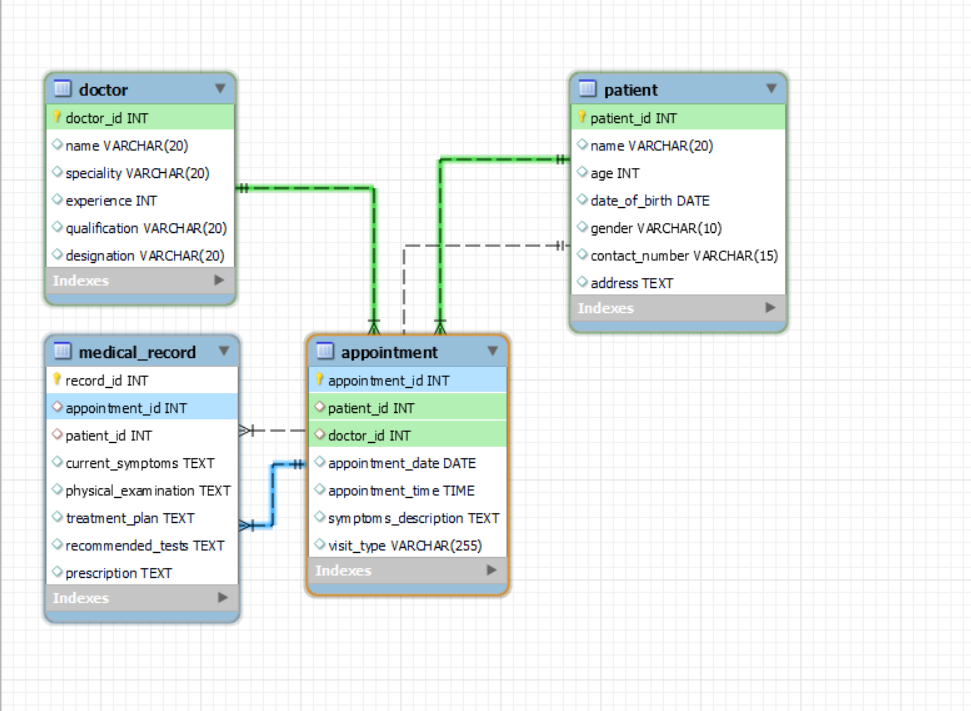 doctor
doctor_id INT
name VARCHAR(20)
speciality VARCHAR(20)
experience INT
qualification VARCHAR(20)
designation VARCHAR(20)
Indexes
patient
patient_id INT
name VARCHAR(20)
age INT
date_of_birth DATE
gender VARCHAR(10)
contact_number VARCHAR(15)
address TEXT
Indexes
medical_record
record_id INT
appointment_id INT
patient_id INT
current_symptoms TEXT
physical_examination TEXT
treatment_plan TEXT
recommended_tests TEXT
prescription TEXT
Indexes
appointment
appointment_id INT
patient_id INT
doctor_id INT
appointment_date DATE
appointment_time TIME
symptoms_description TEXT
visit_type VARCHAR(255)
Indexes